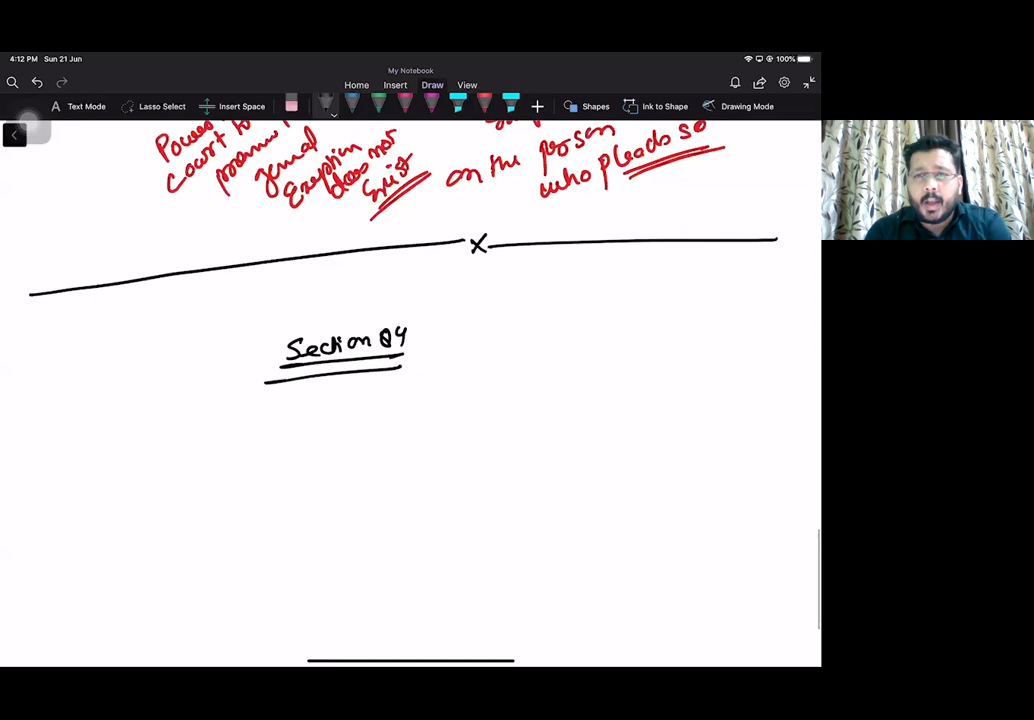 4:12 PM Sun 21 Jun
100%
My Notebook
Home Insert Draw View
Text Mode Lasso Select Insert Space Shapes Ink to Shape Drawing Mode
Power
court to
general
Exception
does not
Exist
on the person
who pleads so
X
Section 84